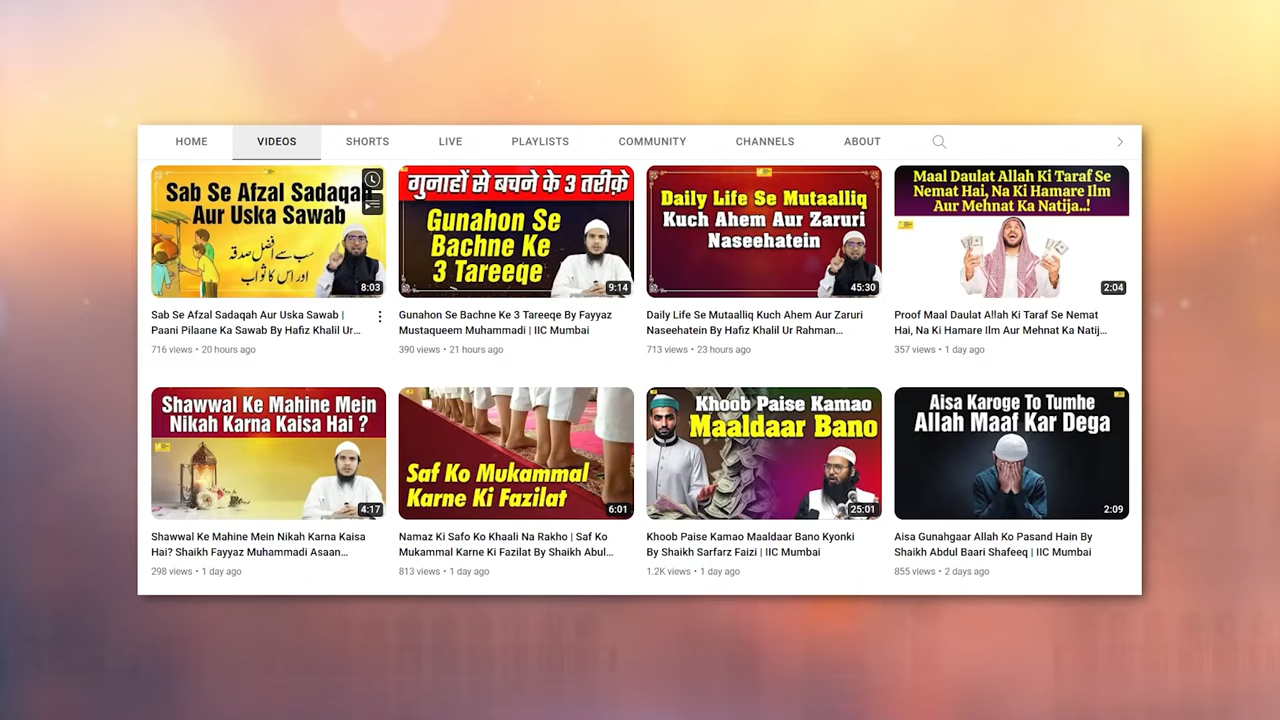 HOME VIDEOS SHORTS LIVE PLAYLISTS COMMUNITY CHANNELS ABOUT
Sab Se Afzal Sadaqah
Aur Uska Sawab
سب سے افضل صدقہ
اور اس کا ثواب
8:03
Sab Se Afzal Sadaqah Aur Uska Sawab |
Paani Pilaane Ka Sawab By Hafiz Khalil Ur...
716 views • 20 hours ago
गुनाहों से बचने के 3 तरीक़े
Gunahon Se
Bachne Ke
3 Tareeqe
9:14
Gunahon Se Bachne Ke 3 Tareeqe By Fayyaz
Mustaqueem Muhammadi | IIC Mumbai
390 views • 21 hours ago
Daily Life Se Mutaalliq
Kuch Ahem Aur Zaruri
Naseehatein
45:30
Daily Life Se Mutaalliq Kuch Ahem Aur Zaruri
Naseehatein By Hafiz Khalil Ur Rahman...
713 views • 23 hours ago
Maal Daulat Allah Ki Taraf Se
Nemat Hai, Na Ki Hamare Ilm
Aur Mehnat Ka Natija..!
2:04
Proof Maal Daulat Allah Ki Taraf Se Nemat
Hai, Na Ki Hamare Ilm Aur Mehnat Ka Natij...
357 views • 1 day ago
Shawwal Ke Mahine Mein
Nikah Karna Kaisa Hai ?
4:17
Shawwal Ke Mahine Mein Nikah Karna Kaisa
Hai? Shaikh Fayyaz Muhammadi Asaan...
298 views • 1 day ago
Saf Ko Mukammal
Karne Ki Fazilat
6:01
Namaz Ki Safo Ko Khaali Na Rakho | Saf Ko
Mukammal Karne Ki Fazilat By Shaikh Abul...
813 views • 1 day ago
Khoob Paise Kamao
Maaldaar Bano
25:01
Khoob Paise Kamao Maaldaar Bano Kyonki
By Shaikh Sarfarz Faizi | IIC Mumbai
1.2K views • 1 day ago
Aisa Karoge To Tumhe
Allah Maaf Kar Dega
2:09
Aisa Gunahgaar Allah Ko Pasand Hain By
Shaikh Abdul Baari Shafeeq | IIC Mumbai
855 views • 2 days ago